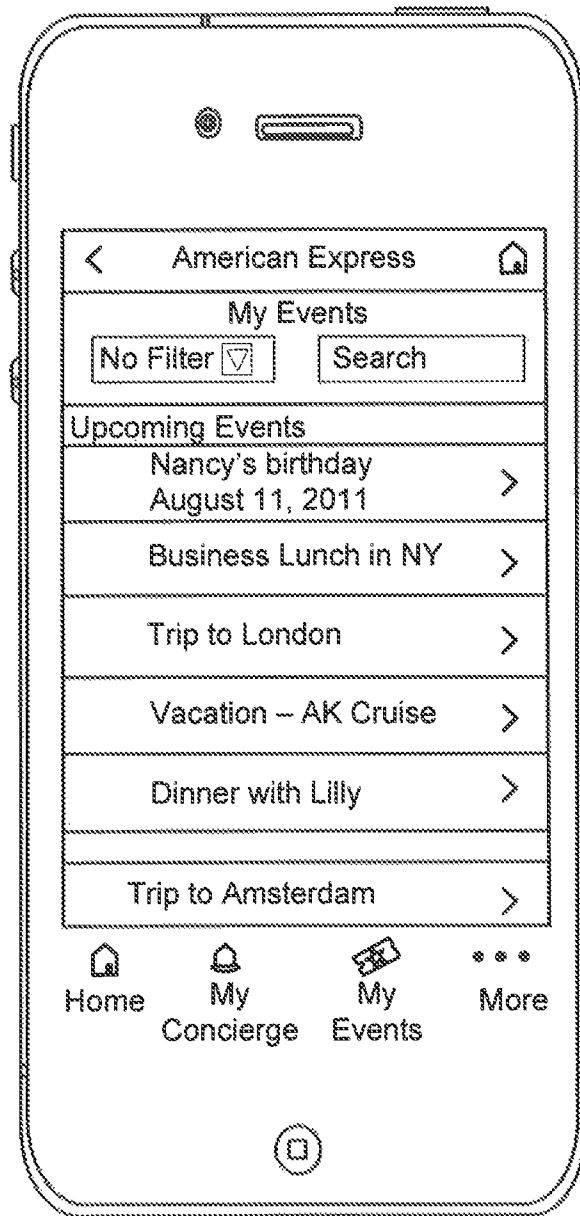 American Express
My Events
No Filter Search
Upcoming Events
Nancy's birthday
August 11, 2011
Business Lunch in NY
Trip to London
Vacation – AK Cruise
Dinner with Lilly
Trip to Amsterdam
Home My Concierge My Events More